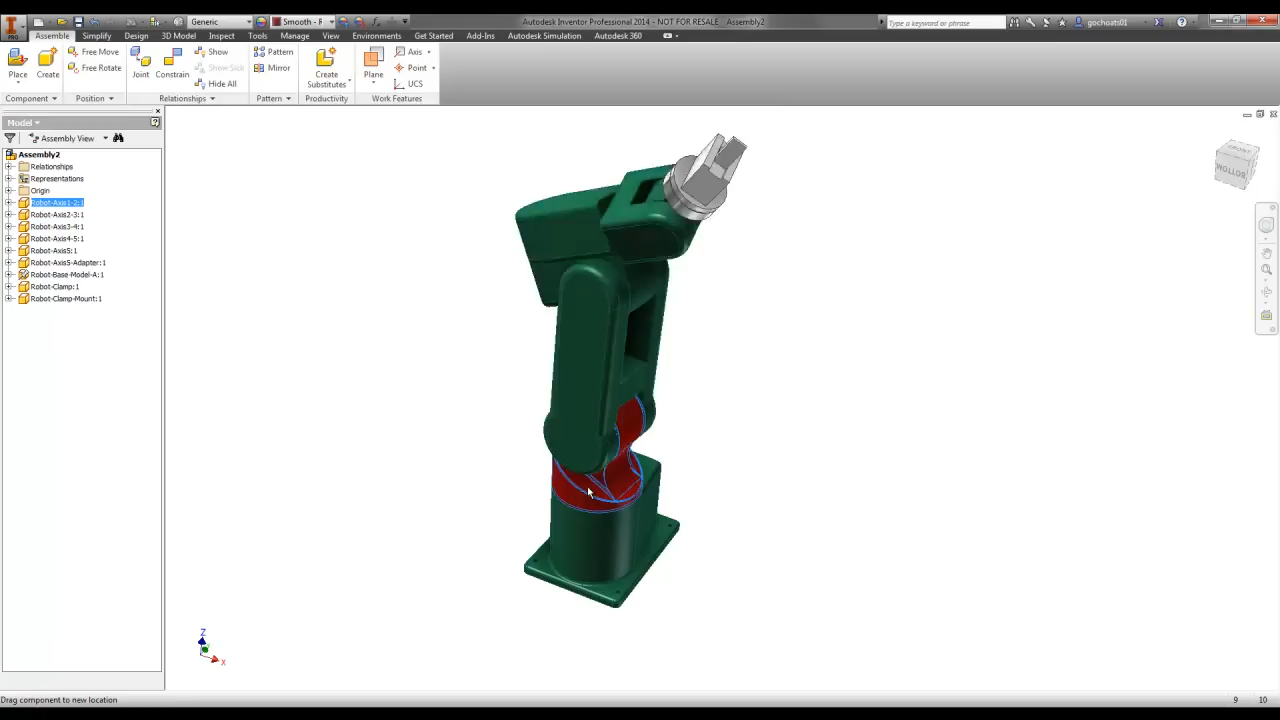 Generic
Smooth - R
Autodesk Inventor Professional 2014 - NOT FOR RESALE - Assembly2
Type a keyword or phrase
gochoats01
PRO
Assemble
Simplify
Design
3D Model
Inspect
Tools
Manage
View
Environments
Get Started
Add-Ins
Autodesk Simulation
Autodesk 360
Place
Create
Free Move
Free Rotate
Joint
Constrain
Show
Show Sick
Hide All
Pattern
Mirror
Create
Substitutes
Plane
Axis
Point
UCS
Component
Position
Relationships
Pattern
Productivity
Work Features
Model
Assembly View
Assembly2
Relationships
Representations
Origin
Robot-Axis1-2:1
Robot-Axis2-3:1
Robot-Axis3-4:1
Robot-Axis4-5:1
Robot-Axis5:1
Robot-Axis5-Adapter:1
Robot-Base-Model-A:1
Robot-Clamp:1
Robot-Clamp-Mount:1
FRONT
BOTTOM
Z
X
Drag component to new location
9
10